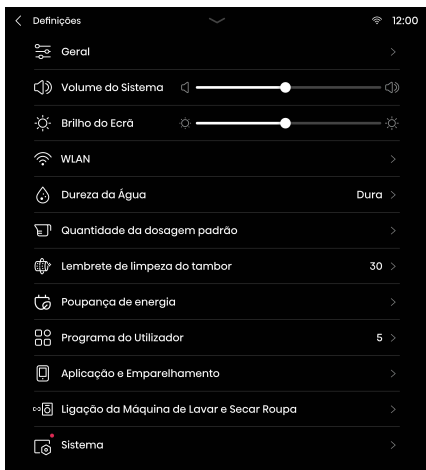 Definições 12:00
Geral
Volume do Sistema
Brilho do Ecrã
WLAN
Dureza da Água Dura
Quantidade da dosagem padrão
Lembrete de limpeza do tambor 30
Poupança de energia
Programa do Utilizador 5
Aplicação e Emparelhamento
Ligação da Máquina de Lavar e Secar Roupa
Sistema